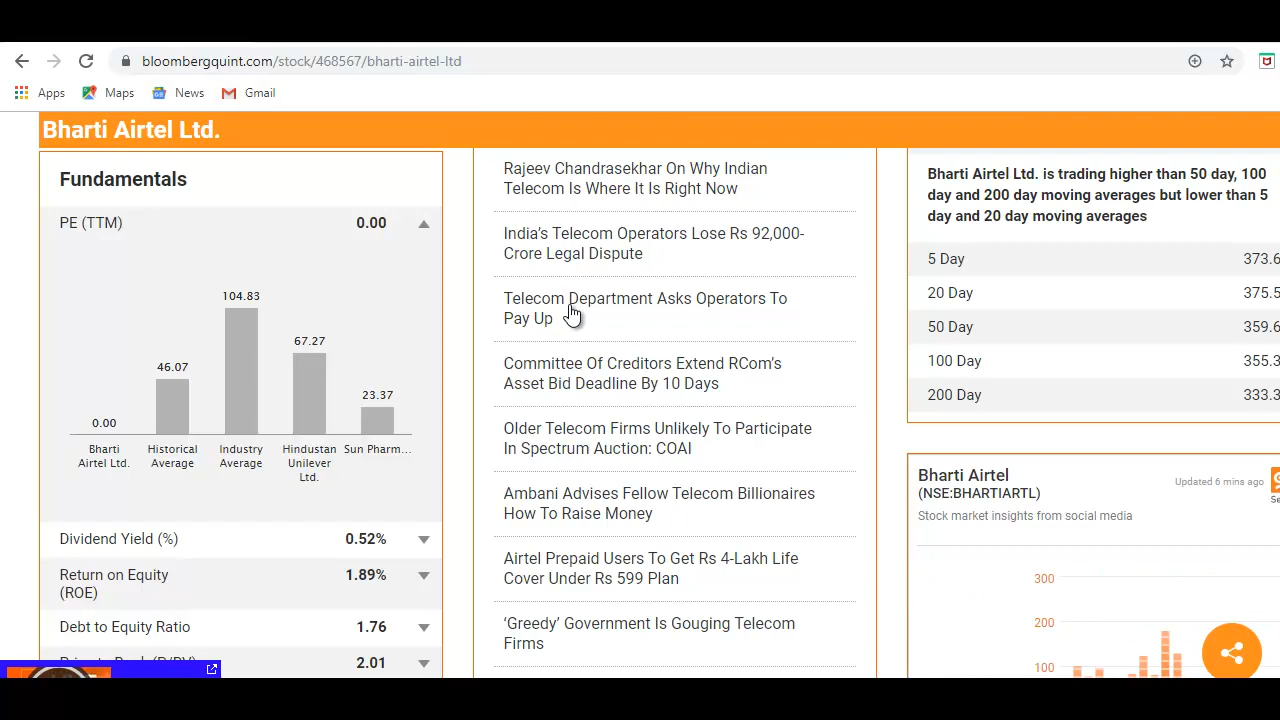 bloombergquint.com/stock/468567/bharti-airtel-ltd
Apps Maps News Gmail
Bharti Airtel Ltd.
Fundamentals
PE (TTM) 0.00
104.83
67.27
46.07
23.37
0.00
Bharti Airtel Ltd.
Historical Average
Industry Average
Hindustan Unilever Ltd.
Sun Pharm...
Dividend Yield (%) 0.52%
Return on Equity
(ROE) 1.89%
Debt to Equity Ratio 1.76
2.01
Rajeev Chandrasekhar On Why Indian
Telecom Is Where It Is Right Now
India's Telecom Operators Lose Rs 92,000-
Crore Legal Dispute
Telecom Department Asks Operators To
Pay Up
Committee Of Creditors Extend RCom's
Asset Bid Deadline By 10 Days
Older Telecom Firms Unlikely To Participate
In Spectrum Auction: COAI
Ambani Advises Fellow Telecom Billionaires
How To Raise Money
Airtel Prepaid Users To Get Rs 4-Lakh Life
Cover Under Rs 599 Plan
‘Greedy’ Government Is Gouging Telecom
Firms
Bharti Airtel Ltd. is trading higher than 50 day, 100
day and 200 day moving averages but lower than 5
day and 20 day moving averages
5 Day 373.6
20 Day 375.5
50 Day 359.6
100 Day 355.3
200 Day 333.3
Bharti Airtel
(NSE:BHARTIARTL)
Updated 6 mins ago
Se
Stock market insights from social media
300
200
100